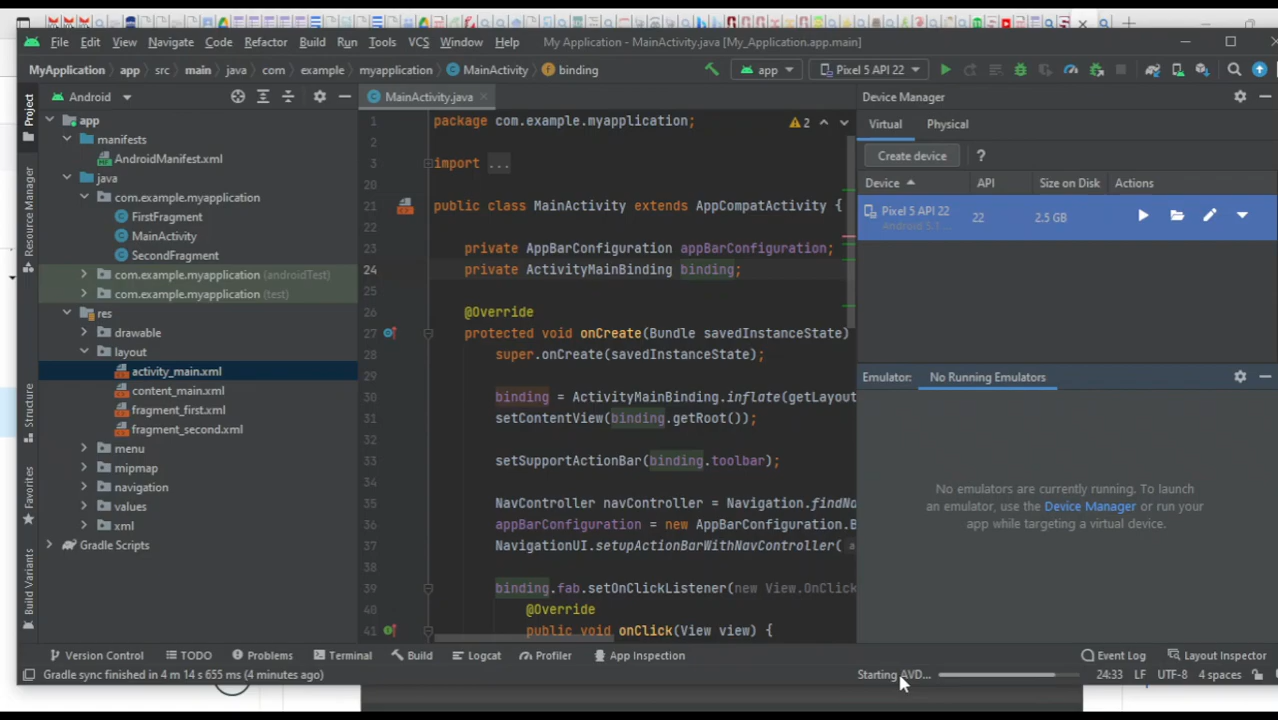 File Edit View Navigate Code Refactor Build Run Tools VCS Window Help My Application - MainActivity.java [My_Application.app.main]
MyApplication app src main java com example myapplication MainActivity binding app Pixel 5 API 22
Project
Android
MainActivity.java
Device Manager
app
manifests
AndroidManifest.xml
java
com.example.myapplication
FirstFragment
MainActivity
SecondFragment
com.example.myapplication (androidTest)
com.example.myapplication (test)
res
drawable
layout
activity_main.xml
content_main.xml
fragment_first.xml
fragment_second.xml
menu
mipmap
navigation
values
xml
Gradle Scripts
Resource Manager
Structure
Favorites
Build Variants
2
1 package com.example.myapplication;
2
3 import ...
20
21 public class MainActivity extends AppCompatActivity {
22
23 private AppBarConfiguration appBarConfiguration;
24 private ActivityMainBinding binding;
25
26 @Override
27 protected void onCreate(Bundle savedInstanceState)
28 super.onCreate(savedInstanceState);
29
30 binding = ActivityMainBinding.inflate(getLayout
31 setContentView(binding.getRoot());
32
33 setSupportActionBar(binding.toolbar);
34
35 NavController navController = Navigation.findNa
36 appBarConfiguration = new AppBarConfiguration.B
37 NavigationUI.setupActionBarWithNavController( a
38
39 binding.fab.setOnClickListener(new View.OnClick
40 @Override
41 public void onClick(View view) {
Virtual Physical
Create device ?
Device API Size on Disk Actions
Pixel 5 API 22 22 2.5 GB
Android 5.1 ...
Emulator: No Running Emulators
No emulators are currently running. To launch
an emulator, use the Device Manager or run your
app while targeting a virtual device.
Version Control TODO Problems Terminal Build Logcat Profiler App Inspection Event Log Layout Inspector
Gradle sync finished in 4 m 14 s 655 ms (4 minutes ago) Starting AVD... 24:33 LF UTF-8 4 spaces